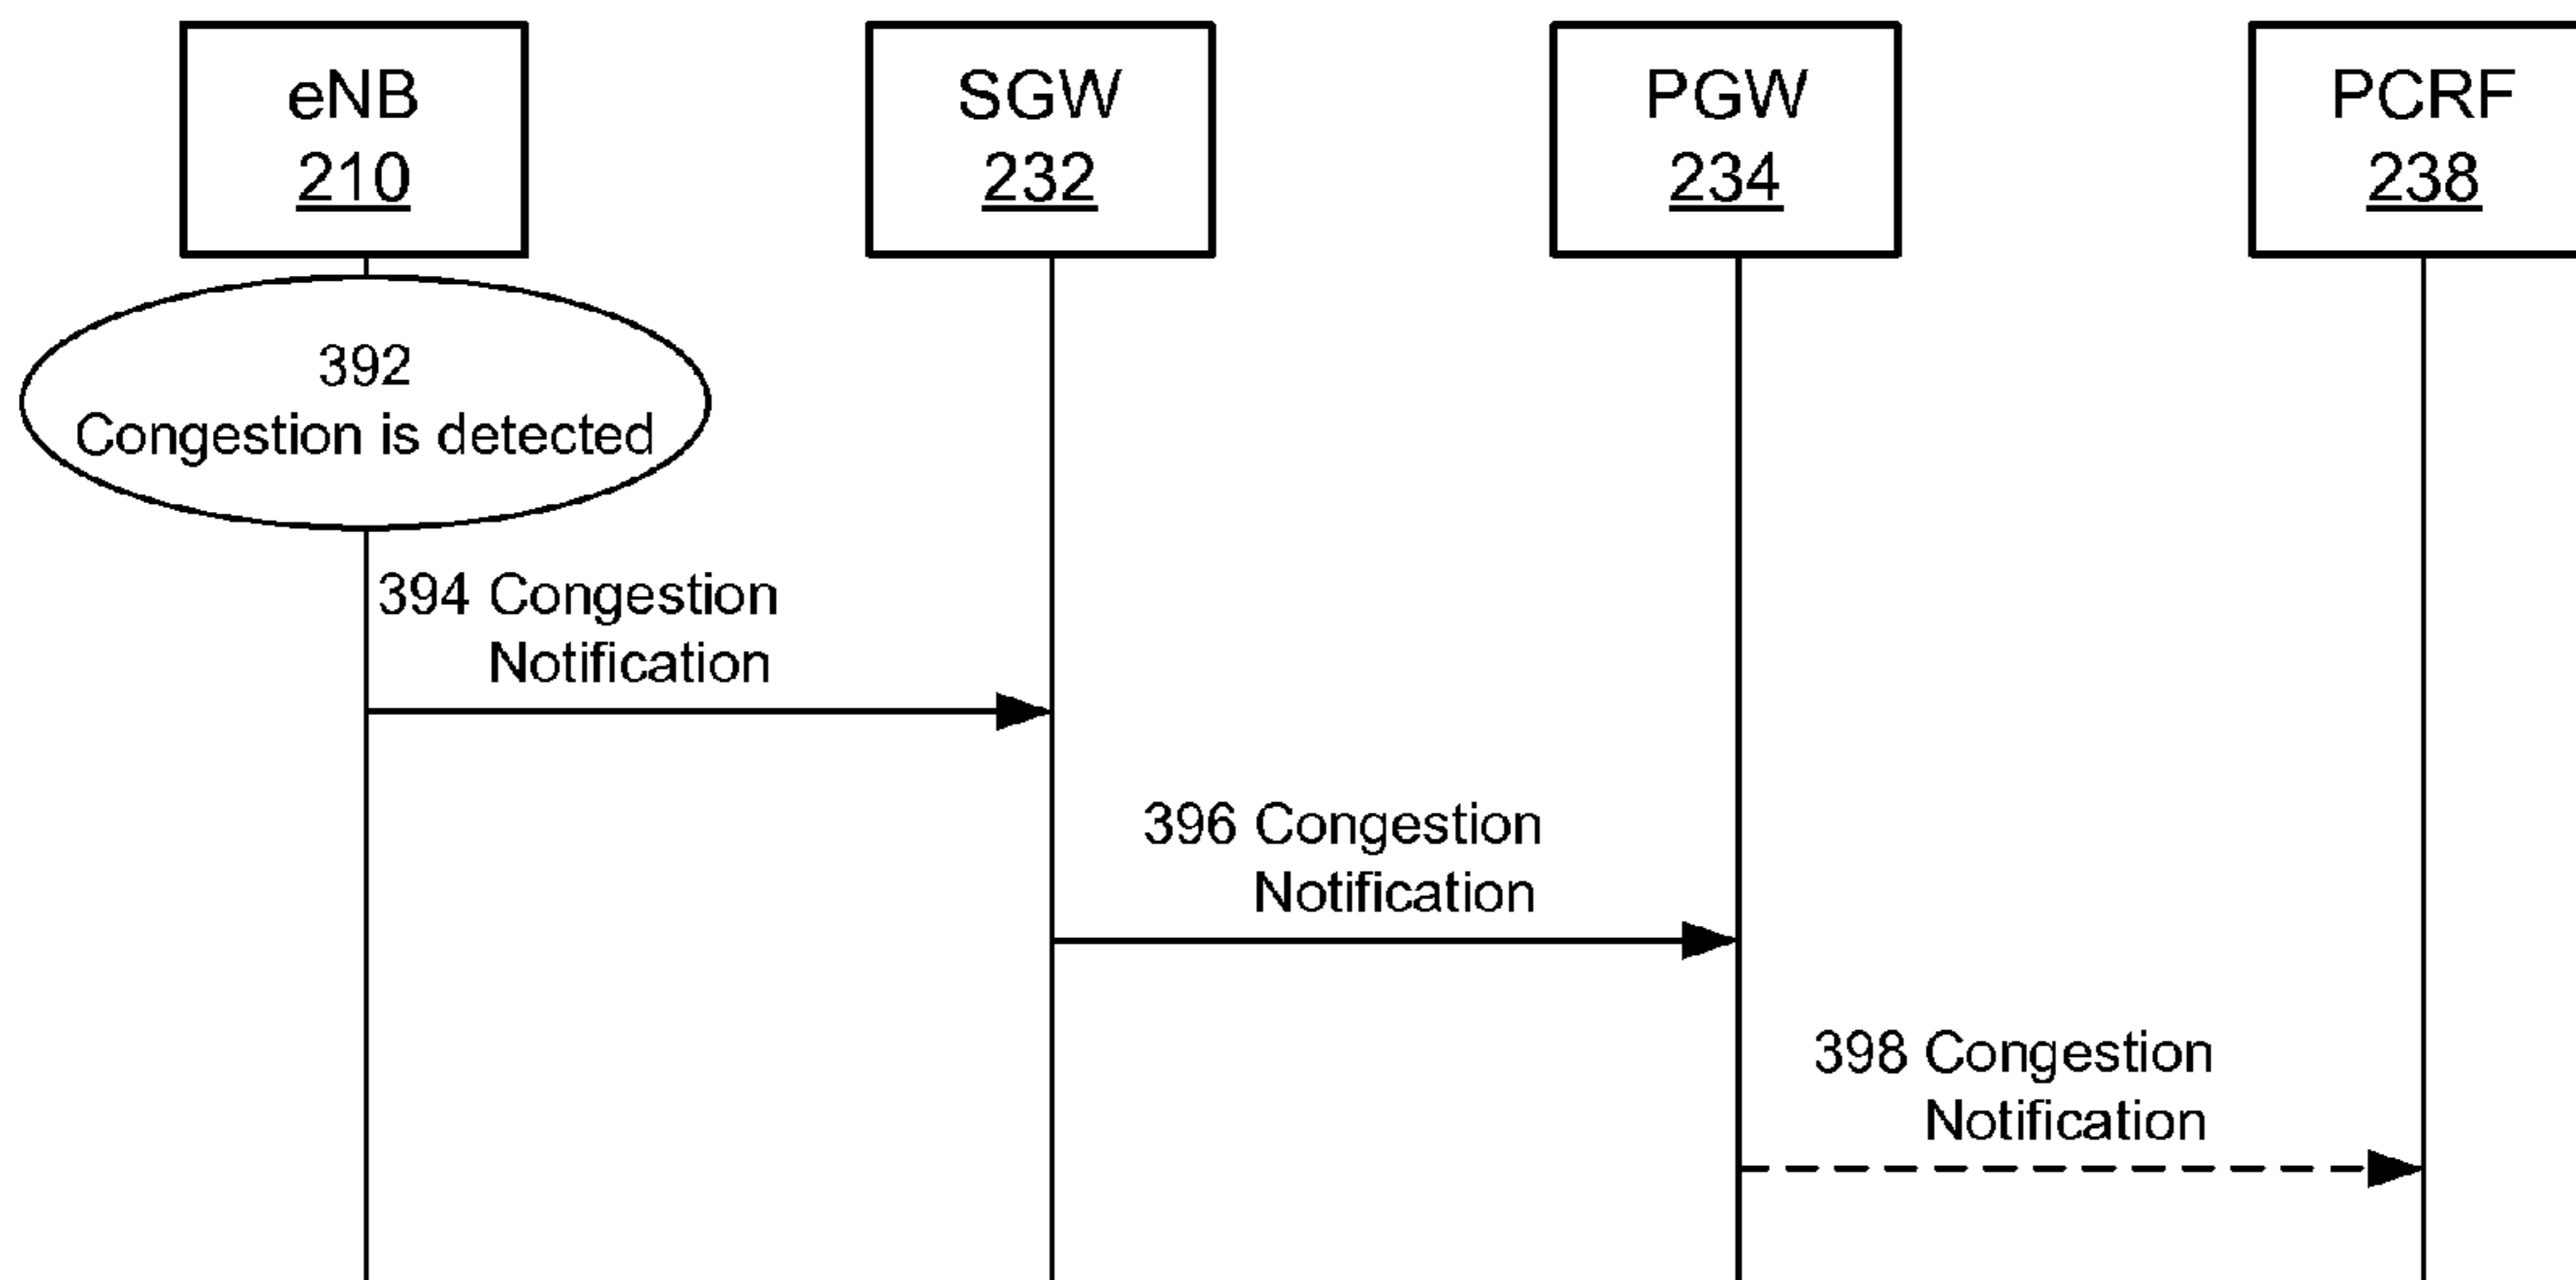 eNB
210
SGW
232
PGW
234
PCRF
238
392
Congestion is detected
394 Congestion
Notification
396 Congestion
Notification
398 Congestion
Notification